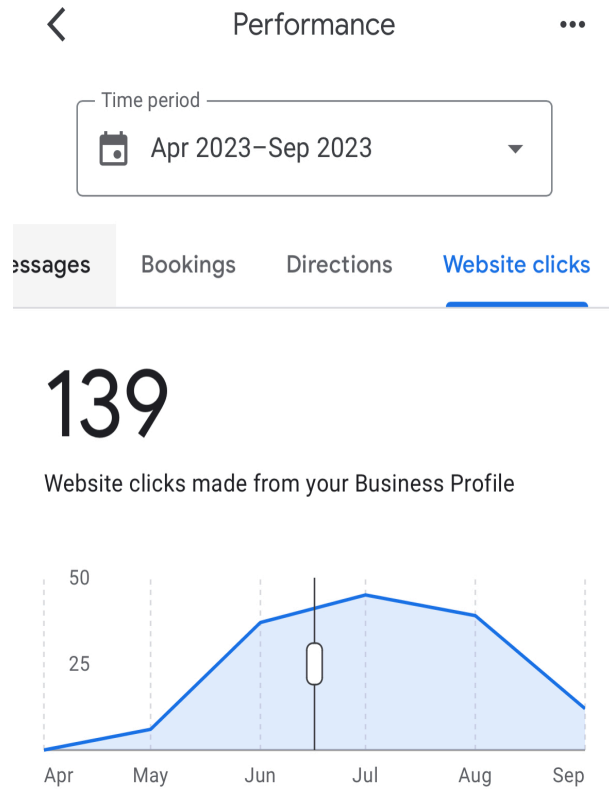 Performance
Time period
Apr 2023–Sep 2023
essages Bookings Directions Website clicks
139
Website clicks made from your Business Profile
50
25
Apr May Jun Jul Aug Sep